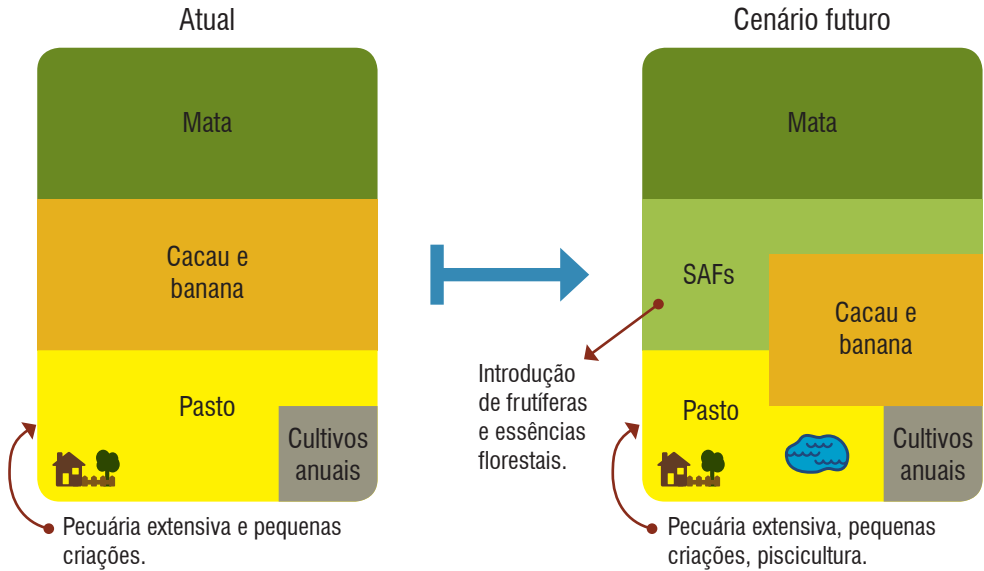 Atual
Mata
Cacau e
banana
Pasto
Cultivos
anuais
Pecuária extensiva e pequenas
criações.
Cenário futuro
Mata
SAFs
Cacau e
banana
Introdução
de frutíferas
e essências
florestais.
Pasto
Cultivos
anuais
Pecuária extensiva, pequenas
criações, piscicultura.